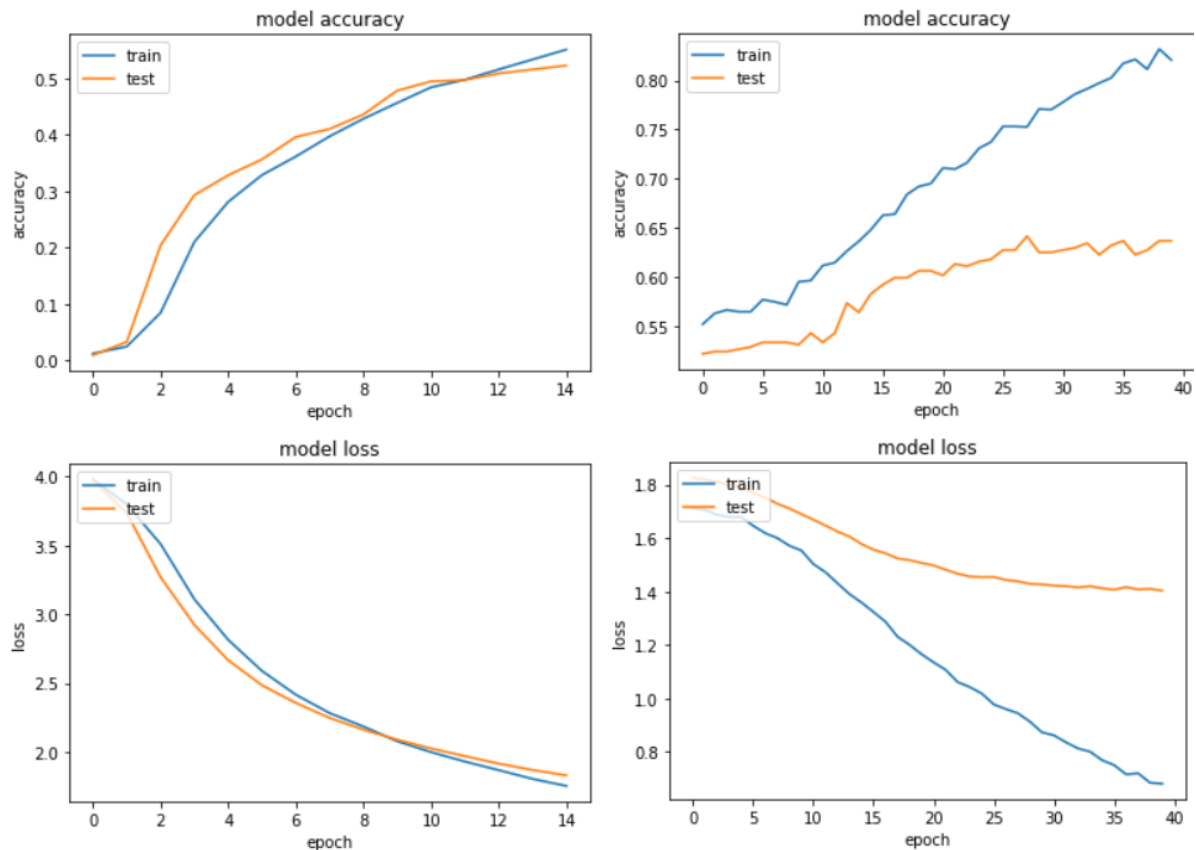 model accuracy
train
test
0.5
0.4
0.3
0.2
0.1
0.0
accuracy
0 2 4 6 8 10 12 14
epoch
model accuracy
train
test
0.80
0.75
0.70
0.65
0.60
0.55
accuracy
0 5 10 15 20 25 30 35 40
epoch
model loss
train
test
4.0
3.5
3.0
2.5
2.0
loss
0 2 4 6 8 10 12 14
epoch
model loss
train
test
1.8
1.6
1.4
1.2
1.0
0.8
loss
0 5 10 15 20 25 30 35 40
epoch